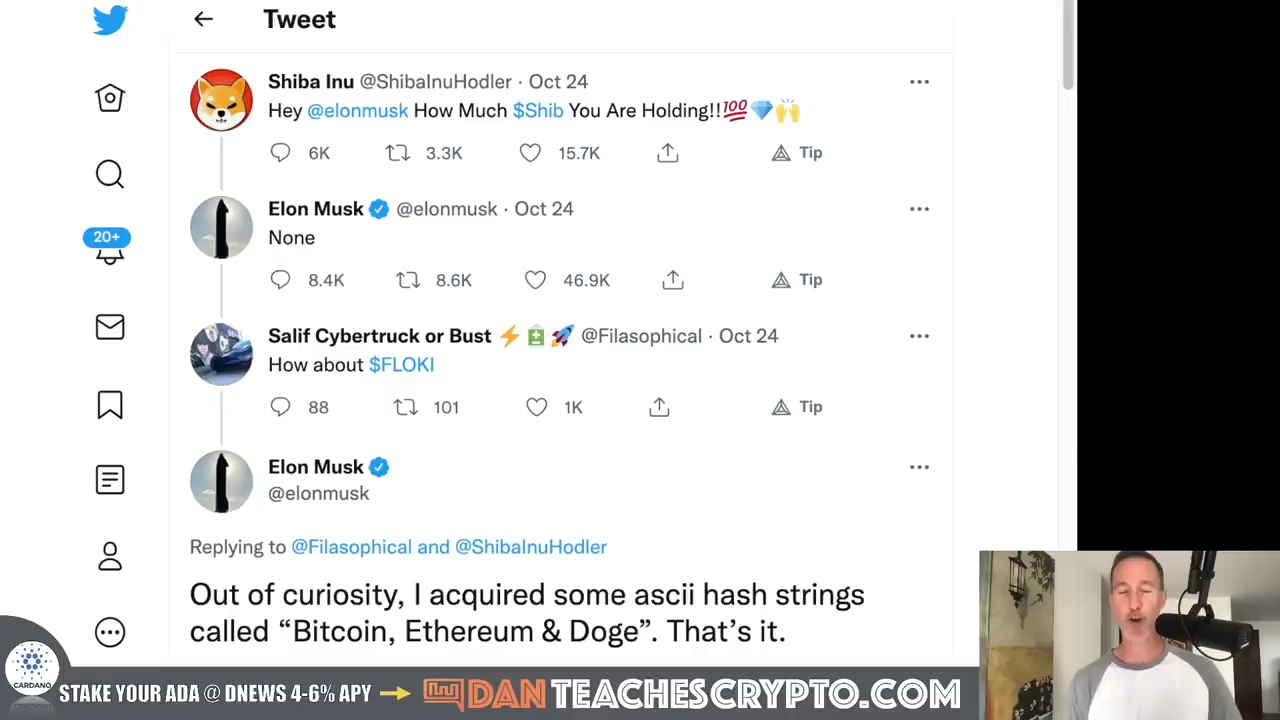 Tweet
Shiba Inu @ShibaInuHodler · Oct 24
Hey @elonmusk How Much $Shib You Are Holding!!💯💎🙌
6K 3.3K 15.7K Tip
Elon Musk @elonmusk · Oct 24
None
8.4K 8.6K 46.9K Tip
20+
Salif Cybertruck or Bust ⚡🔋🚀 @Filasophical · Oct 24
How about $FLOKI
88 101 1K Tip
Elon Musk
@elonmusk
Replying to @Filasophical and @ShibaInuHodler
Out of curiosity, I acquired some ascii hash strings
called “Bitcoin, Ethereum & Doge”. That’s it.
CARDANO
STAKE YOUR ADA @ DNEWS 4-6% APY
DANTEACHESCRYPTO.COM